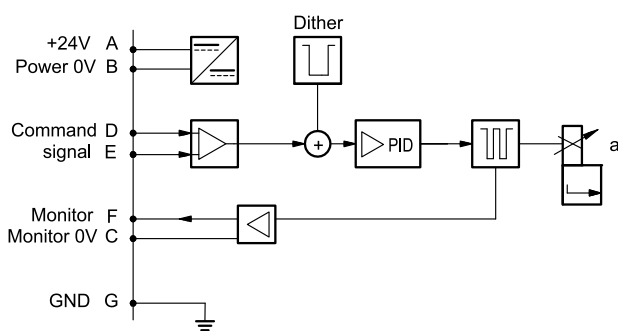 Dither
+24V A
Power 0V B
Command D
signal E
+
PID
a
Monitor F
Monitor 0V C
GND G